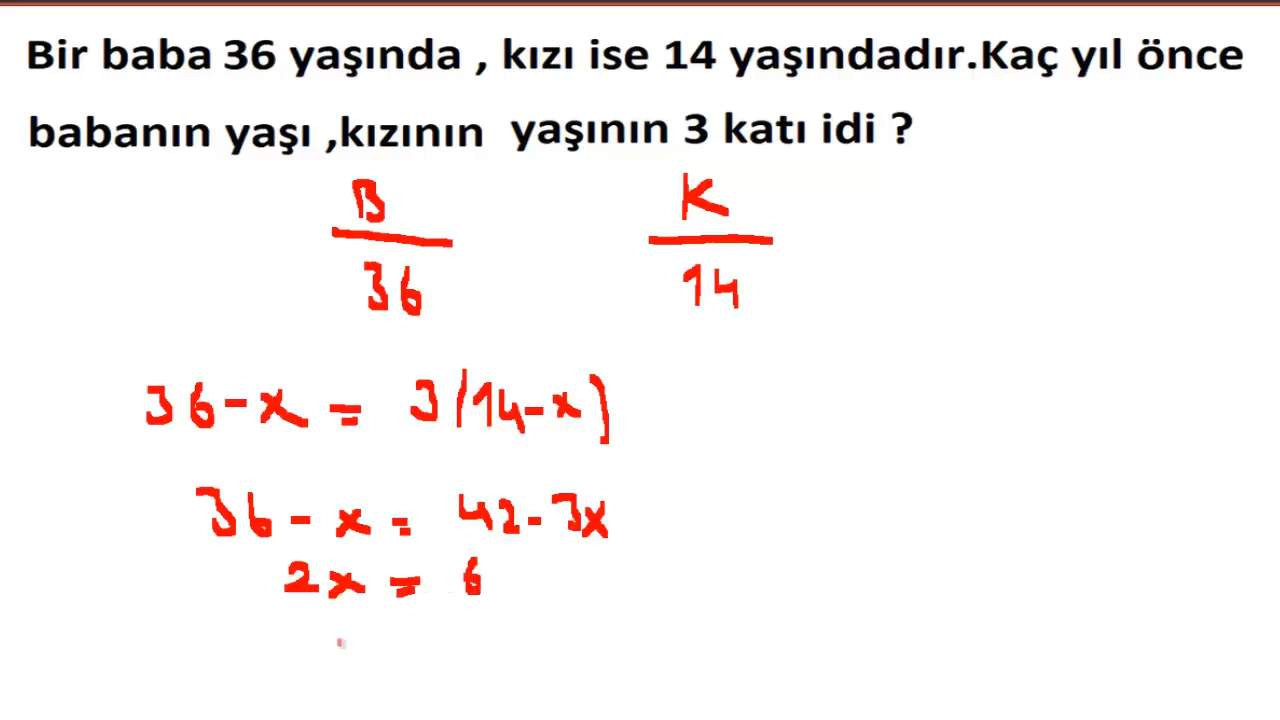 Bir baba 36 yaşında , kızı ise 14 yaşındadır.Kaç yıl önce
babanın yaşı ,kızının yaşının 3 katı idi ?
B K
36 14
36 - x = 3(14 - x)
36 - x = 42 - 3x
2x = 6